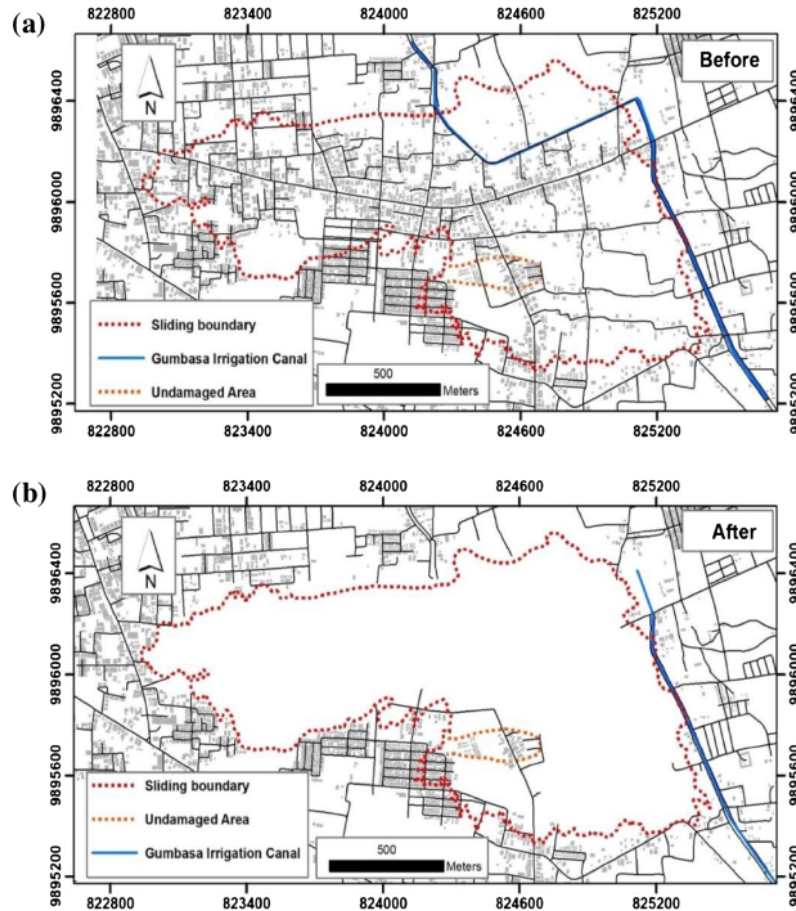 (a)
822800 823400 824000 824600 825200
Before
N
9896400 9896400
9896000 9896000
9895600 9895600
9895200 9895200
Sliding boundary
Gumbasa Irrigation Canal
Undamaged Area
500
Meters
822800 823400 824000 824600 825200
(b)
822800 823400 824000 824600 825200
After
N
9896400 9896400
9896000 9896000
9895600 9895600
9895200 9895200
Sliding boundary
Undamaged Area
Gumbasa Irrigation Canal
500
Meters
822800 823400 824000 824600 825200